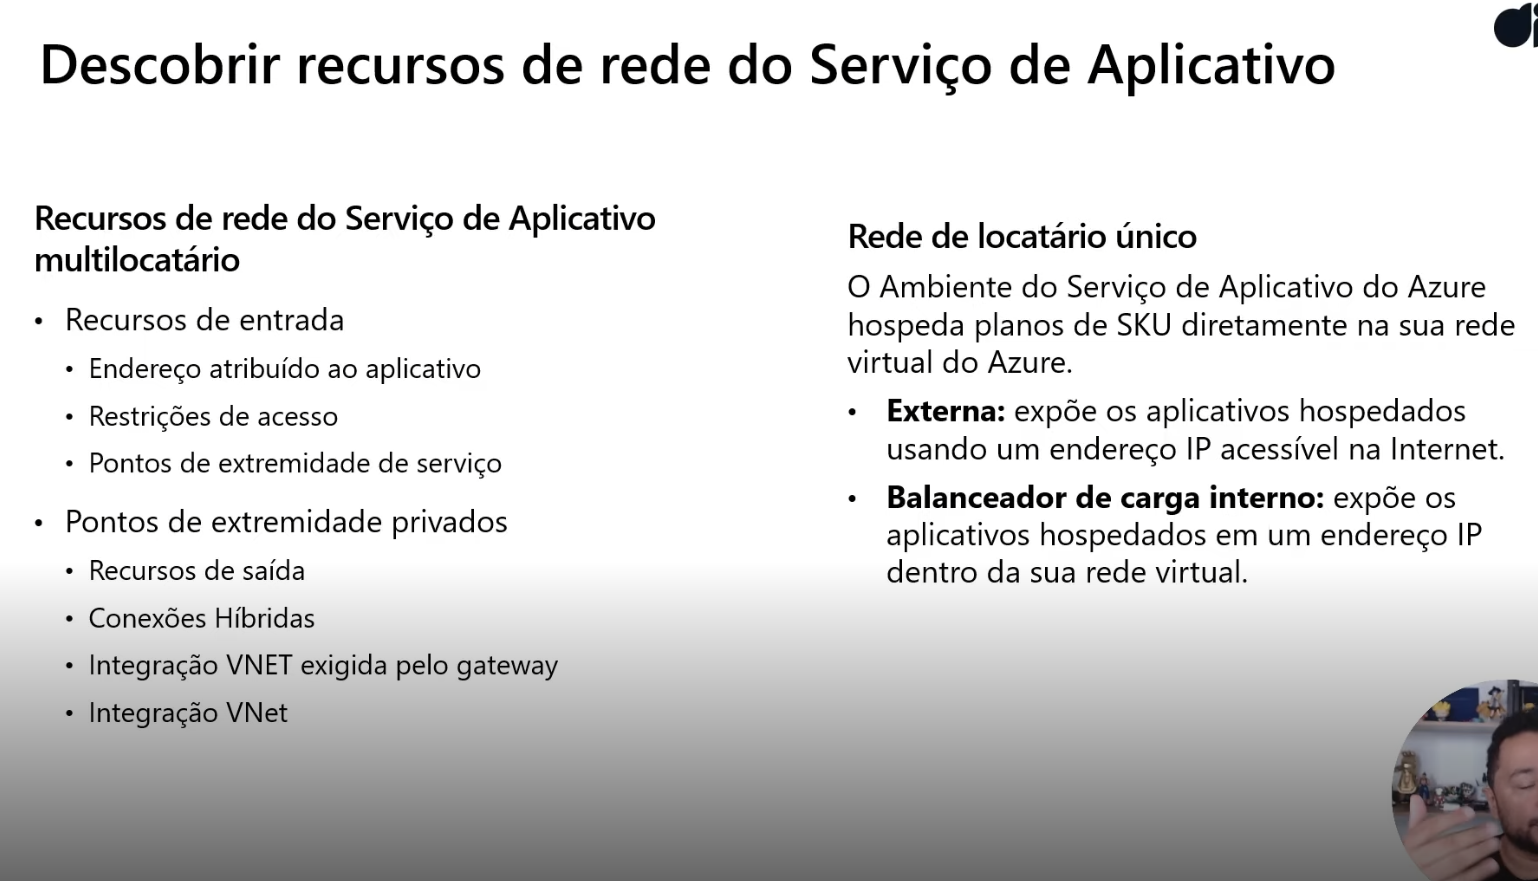 Descobrir recursos de rede do Serviço de Aplicativo
Recursos de rede do Serviço de Aplicativo
multilocatário
• Recursos de entrada
• Endereço atribuído ao aplicativo
• Restrições de acesso
• Pontos de extremidade de serviço
• Pontos de extremidade privados
• Recursos de saída
• Conexões Híbridas
• Integração VNET exigida pelo gateway
• Integração VNet
Rede de locatário único
O Ambiente do Serviço de Aplicativo do Azure
hospeda planos de SKU diretamente na sua rede
virtual do Azure.
• Externa: expõe os aplicativos hospedados
usando um endereço IP acessível na Internet.
• Balanceador de carga interno: expõe os
aplicativos hospedados em um endereço IP
dentro da sua rede virtual.